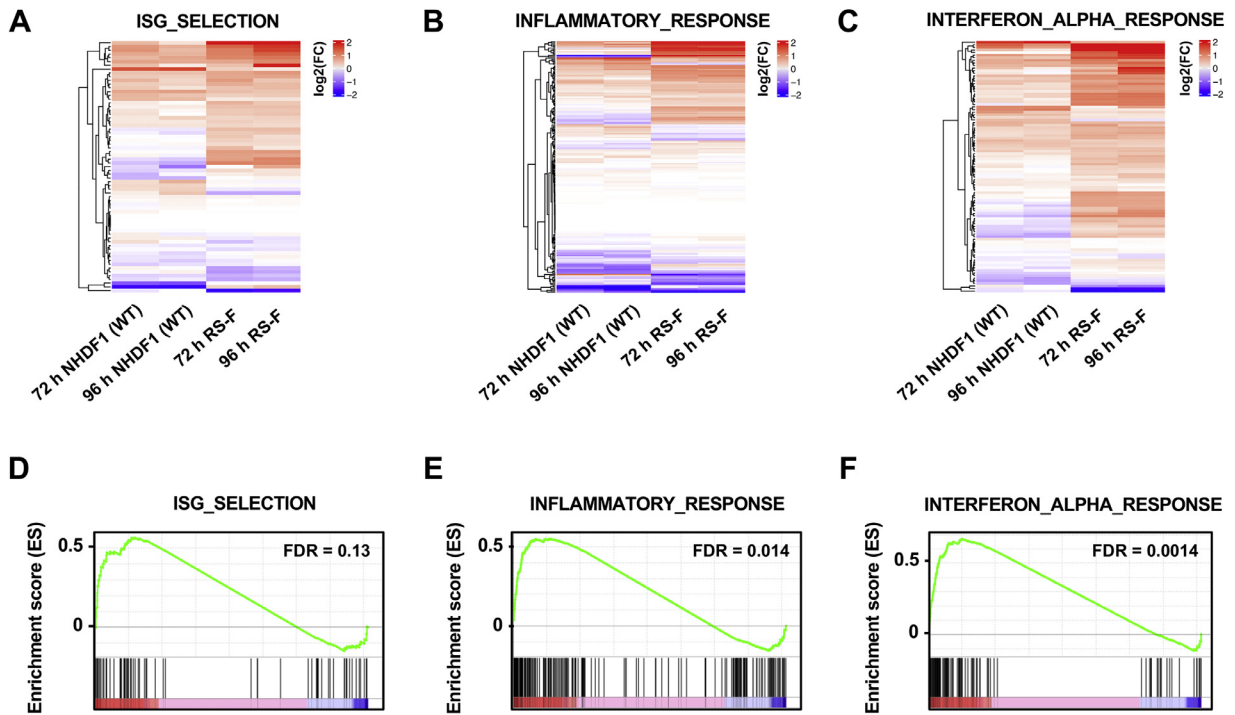 A
ISG_SELECTION
2
1
0
−1
−2
log2(FC)
72 h NHDF1 (WT)
96 h NHDF1 (WT)
72 h RS-F
96 h RS-F
B
INFLAMMATORY_RESPONSE
2
1
0
−1
−2
log2(FC)
72 h NHDF1 (WT)
96 h NHDF1 (WT)
72 h RS-F
96 h RS-F
C
INTERFERON_ALPHA_RESPONSE
2
1
0
−1
−2
log2(FC)
72 h NHDF1 (WT)
96 h NHDF1 (WT)
72 h RS-F
96 h RS-F
D
ISG_SELECTION
Enrichment score (ES)
0.5
0
FDR = 0.13
E
INFLAMMATORY_RESPONSE
Enrichment score (ES)
0.5
0
FDR = 0.014
F
INTERFERON_ALPHA_RESPONSE
Enrichment score (ES)
0.5
0
FDR = 0.0014